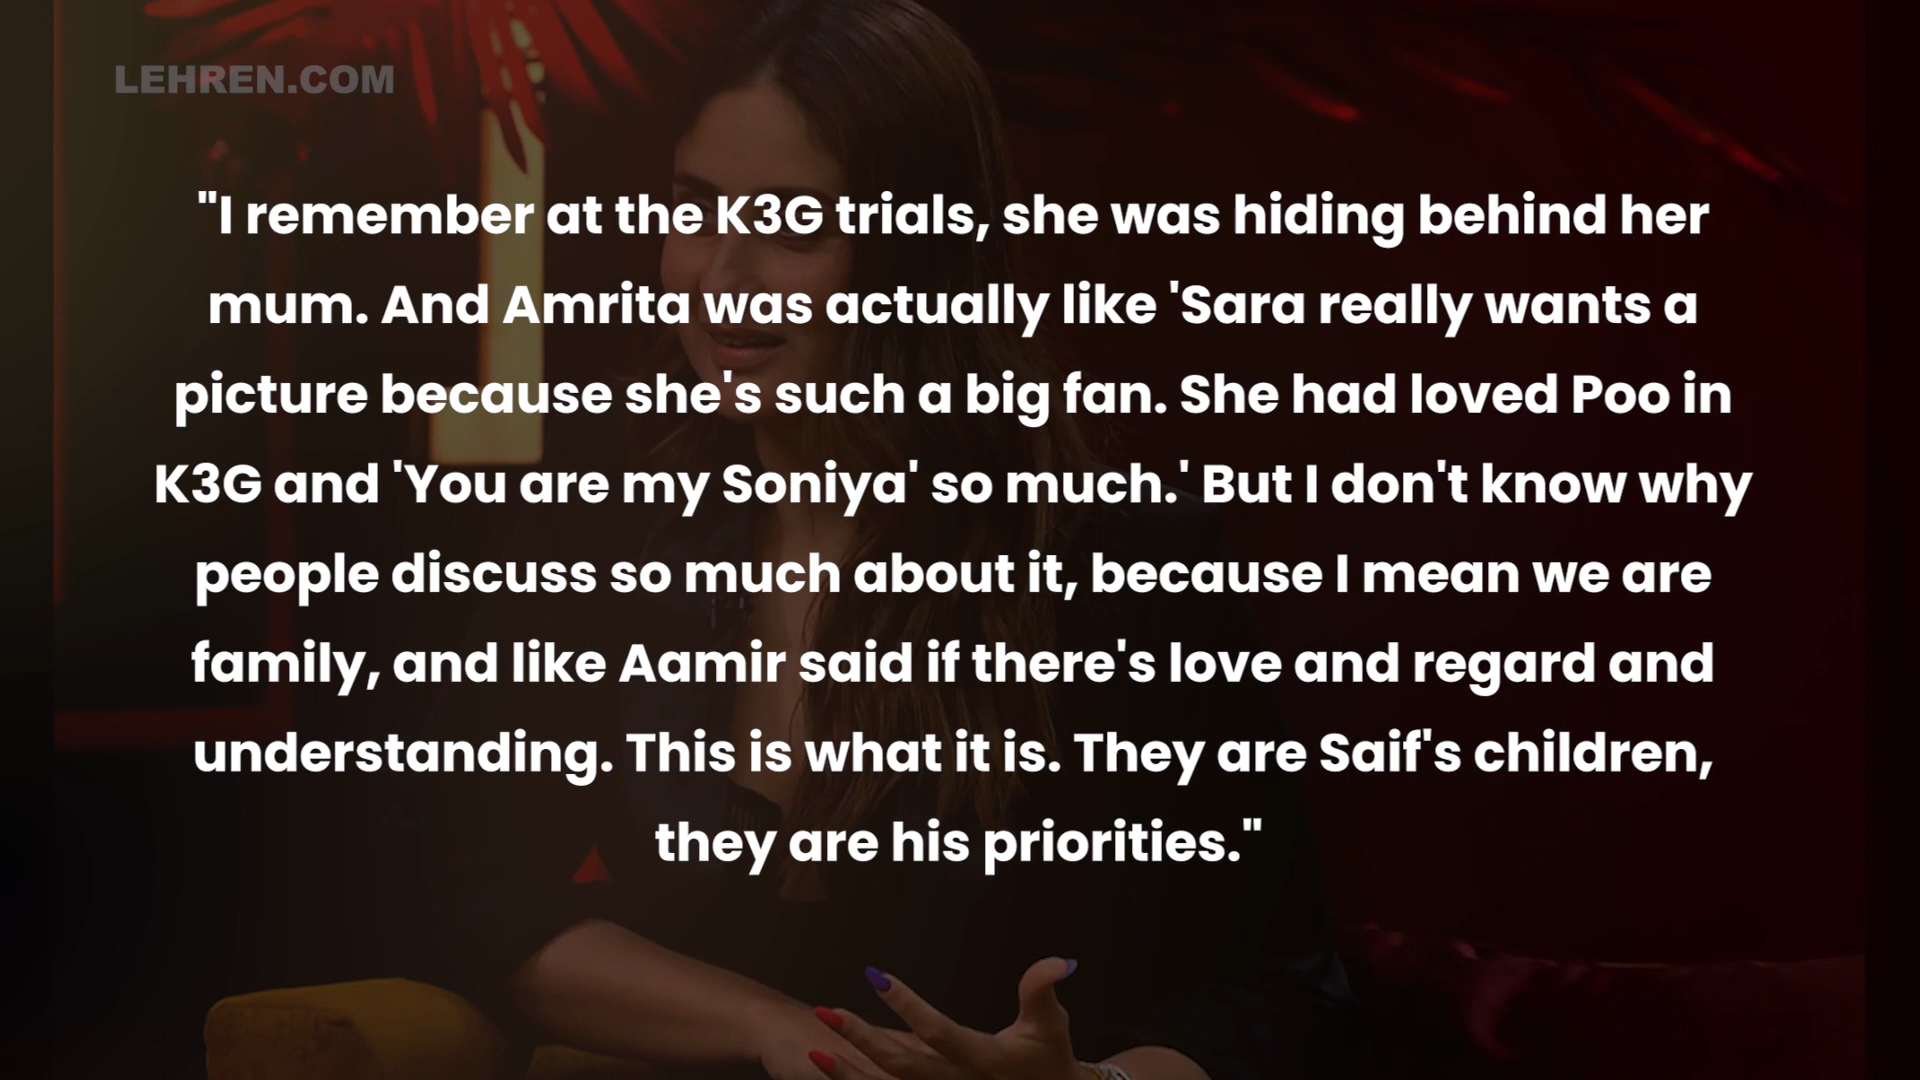 LEHREN.COM
"I remember at the K3G trials, she was hiding behind her
mum. And Amrita was actually like 'Sara really wants a
picture because she's such a big fan. She had loved Poo in
K3G and 'You are my Soniya' so much.' But I don't know why
people discuss so much about it, because I mean we are
family, and like Aamir said if there's love and regard and
understanding. This is what it is. They are Saif's children,
they are his priorities."